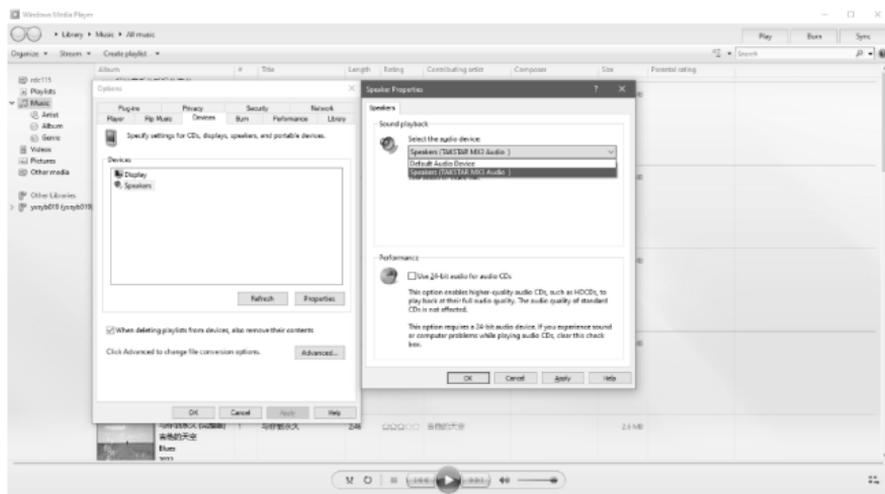 Windows Media Player
Library ▸ Music ▸ All music
Play Burn Sync
Organize Stream Create playlist
Search
Album # Title Length Rating Contributing artist Composer Size Parental rating
Playlists
Music
Artist
Album
Genre
Videos
Pictures
Other media
Other Libraries
Options
Plug-ins Privacy Security Network
Player Rip Music Devices Burn Performance Library
Specify settings for CDs, displays, speakers, and portable devices.
Devices
Display
Speakers
Refresh Properties
When deleting playlists from devices, also remove their contents
Click Advanced to change file conversion options. Advanced...
OK Cancel Apply Help
Speaker Properties
Speakers
Sound playback
Select the audio device:
Speakers (TAKSTAR MX3 Audio )
Default Audio Device
Speakers (TAKSTAR MX3 Audio )
Performance
Use 24-bit audio for audio CDs
This option enables higher-quality audio CDs, such as HDCDs, to
play back at their full audio quality. The audio quality of standard
CDs is not affected.
This option requires a 24-bit audio device. If you experience sound
or computer problems while playing audio CDs, clear this check
box.
OK Cancel Apply Help
1 2:46 2.6 MB
Blues